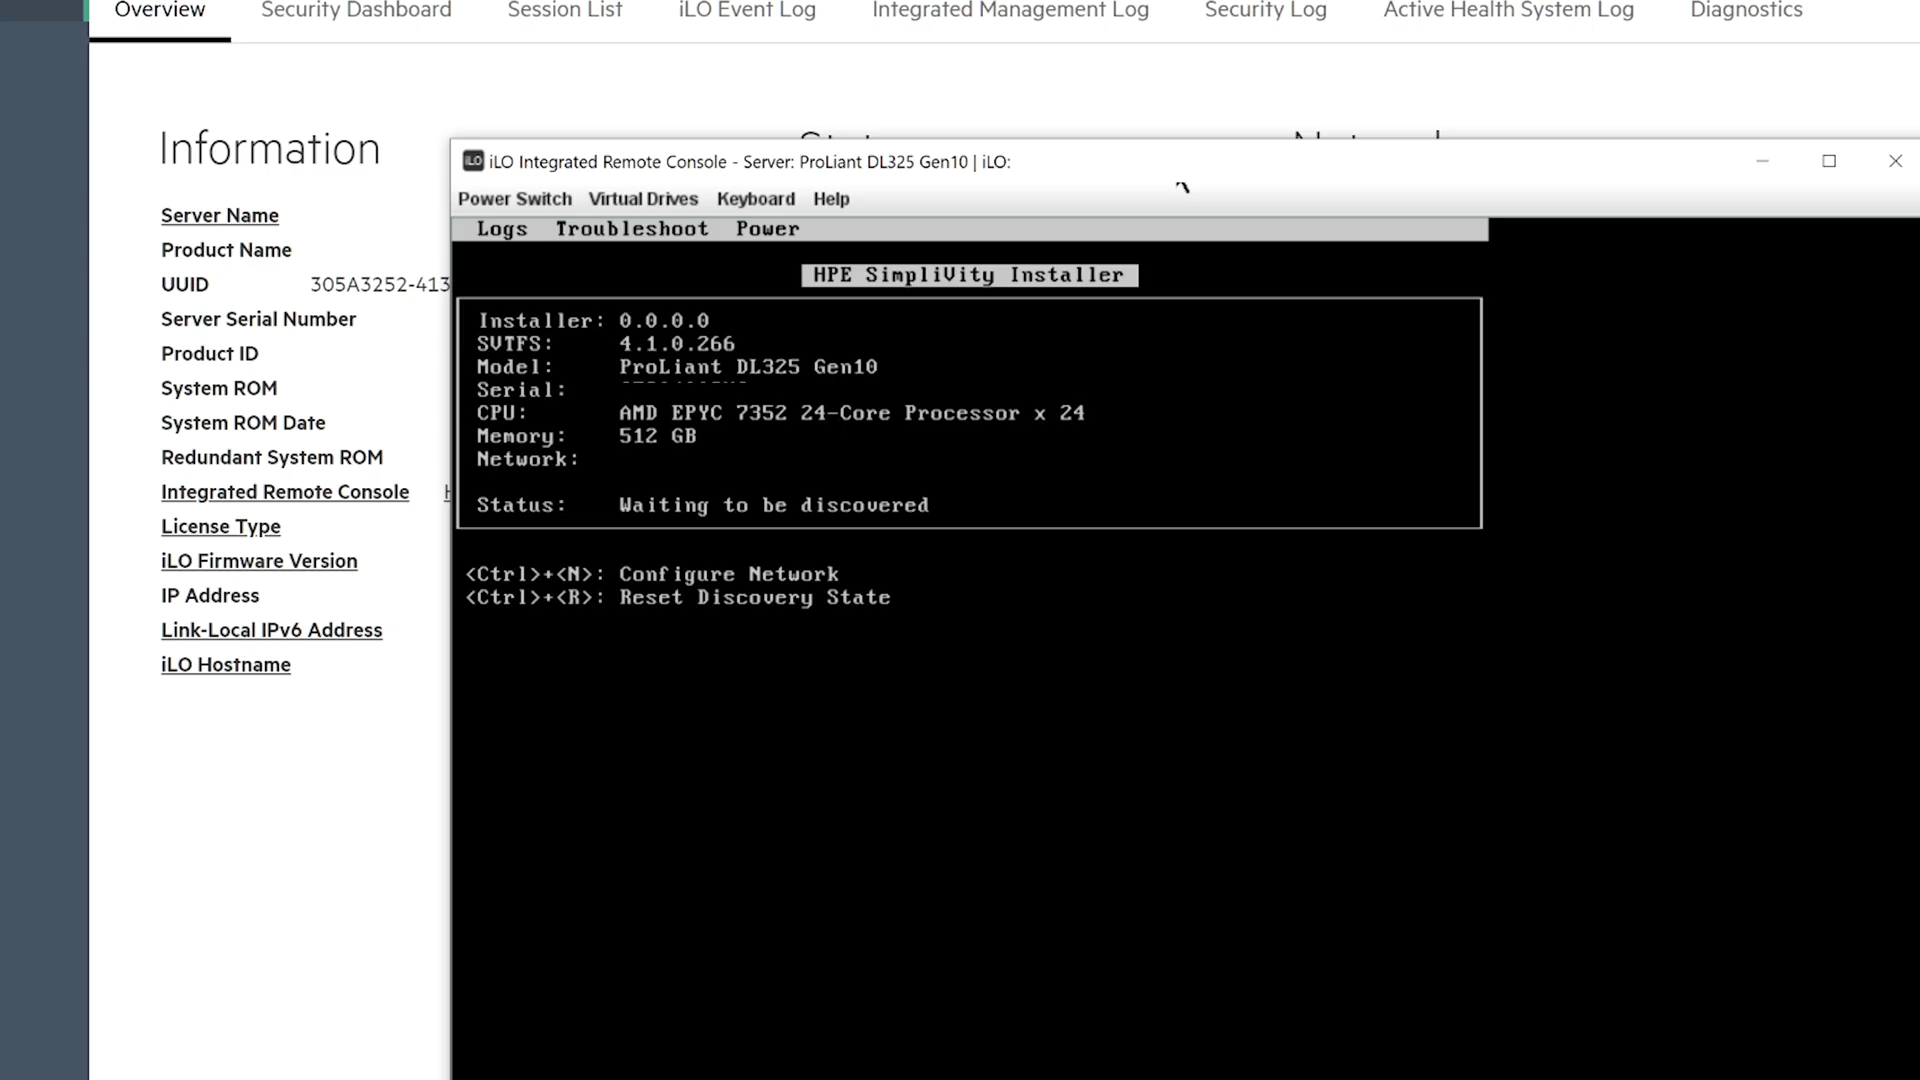 Overview Security Dashboard Session List iLO Event Log Integrated Management Log Security Log Active Health System Log Diagnostics
Information
Server Name
Product Name
UUID 305A3252-413
Server Serial Number
Product ID
System ROM
System ROM Date
Redundant System ROM
Integrated Remote Console
License Type
iLO Firmware Version
IP Address
Link-Local IPv6 Address
iLO Hostname
iLO iLO Integrated Remote Console - Server: ProLiant DL325 Gen10 | iLO:
Power Switch Virtual Drives Keyboard Help
Logs Troubleshoot Power
HPE SimpliVity Installer
Installer: 0.0.0.0
SVTFS: 4.1.0.266
Model: ProLiant DL325 Gen10
Serial:
CPU: AMD EPYC 7352 24-Core Processor x 24
Memory: 512 GB
Network:
Status: Waiting to be discovered
<Ctrl>+<N>: Configure Network
<Ctrl>+<R>: Reset Discovery State